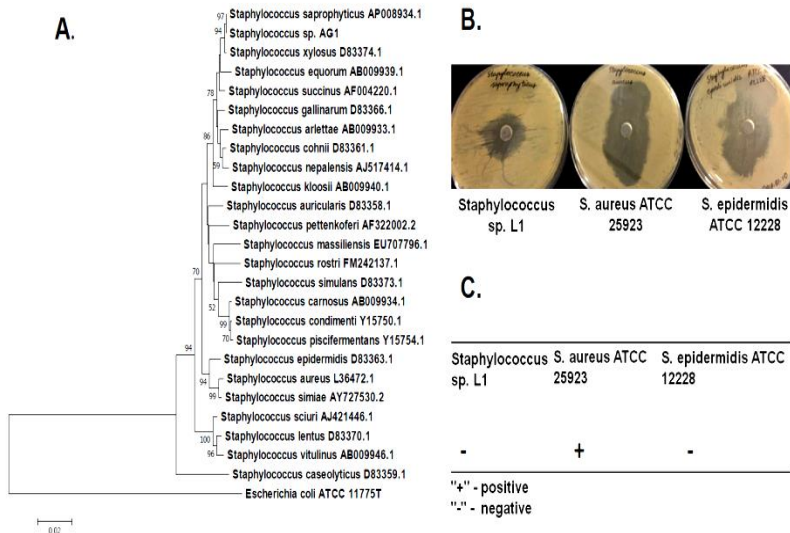 A.
97
Staphylococcus saprophyticus AP008934.1
94
Staphylococcus sp. AG1
Staphylococcus xylosus D83374.1
Staphylococcus equorum AB009939.1
78
Staphylococcus succinus AF004220.1
Staphylococcus gallinarum D83366.1
Staphylococcus arlettae AB009933.1
86
Staphylococcus cohnii D83361.1
59
Staphylococcus nepalensis AJ517414.1
Staphylococcus kloosii AB009940.1
Staphylococcus auricularis D83358.1
Staphylococcus pettenkoferi AF322002.2
Staphylococcus massiliensis EU707796.1
Staphylococcus rostri FM242137.1
70
Staphylococcus simulans D83373.1
52
Staphylococcus carnosus AB009934.1
99
Staphylococcus condimenti Y15750.1
70
Staphylococcus piscifermentans Y15754.1
94
Staphylococcus epidermidis D83363.1
94
Staphylococcus aureus L36472.1
99
Staphylococcus simiae AY727530.2
Staphylococcus sciuri AJ421446.1
100
Staphylococcus lentus D83370.1
96
Staphylococcus vitulinus AB009946.1
Staphylococcus caseolyticus D83359.1
Escherichia coli ATCC 11775T
0.02
B.
Staphylococcus
sp. L1
S. aureus ATCC
25923
S. epidermidis
ATCC 12228
C.
Staphylococcus
sp. L1
S. aureus ATCC
25923
S. epidermidis ATCC
12228
-
+
-
"+" - positive
"-" - negative